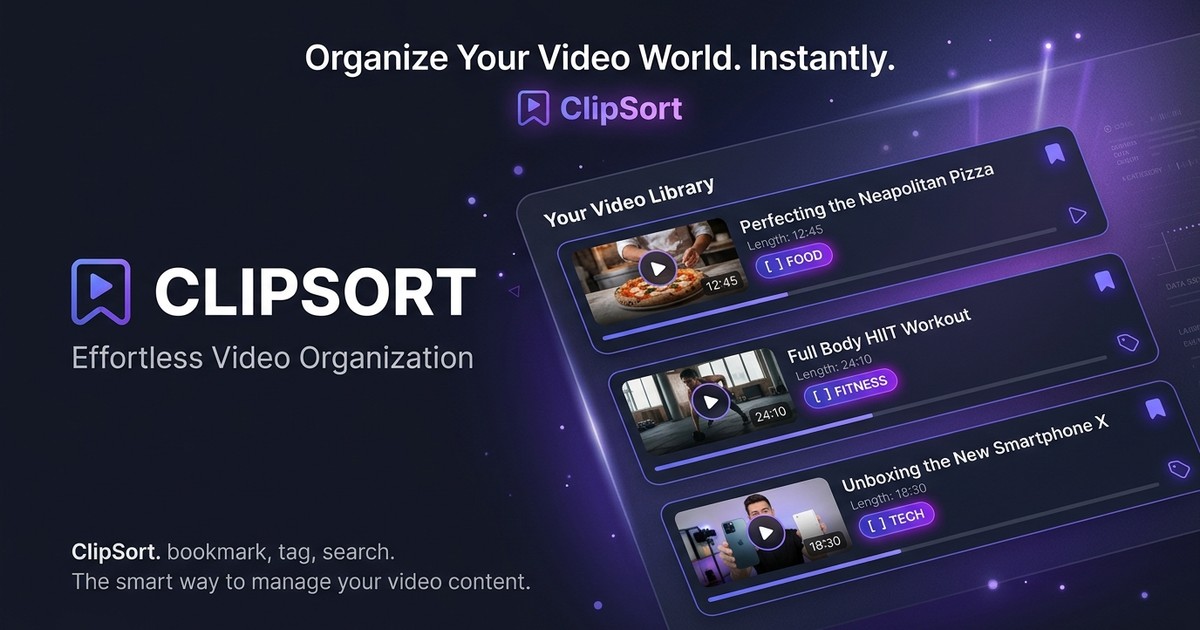 Organize Your Video World. Instantly.
ClipSort
CLIPSORT
Effortless Video Organization
ClipSort. bookmark, tag, search.
The smart way to manage your video content.
Your Video Library
Perfecting the Neapolitan Pizza
Length: 12:45
[ ] FOOD
12:45
Full Body HIIT Workout
Length: 24:10
[ ] FITNESS
24:10
Unboxing the New Smartphone X
Length: 18:30
[ ] TECH
18:30